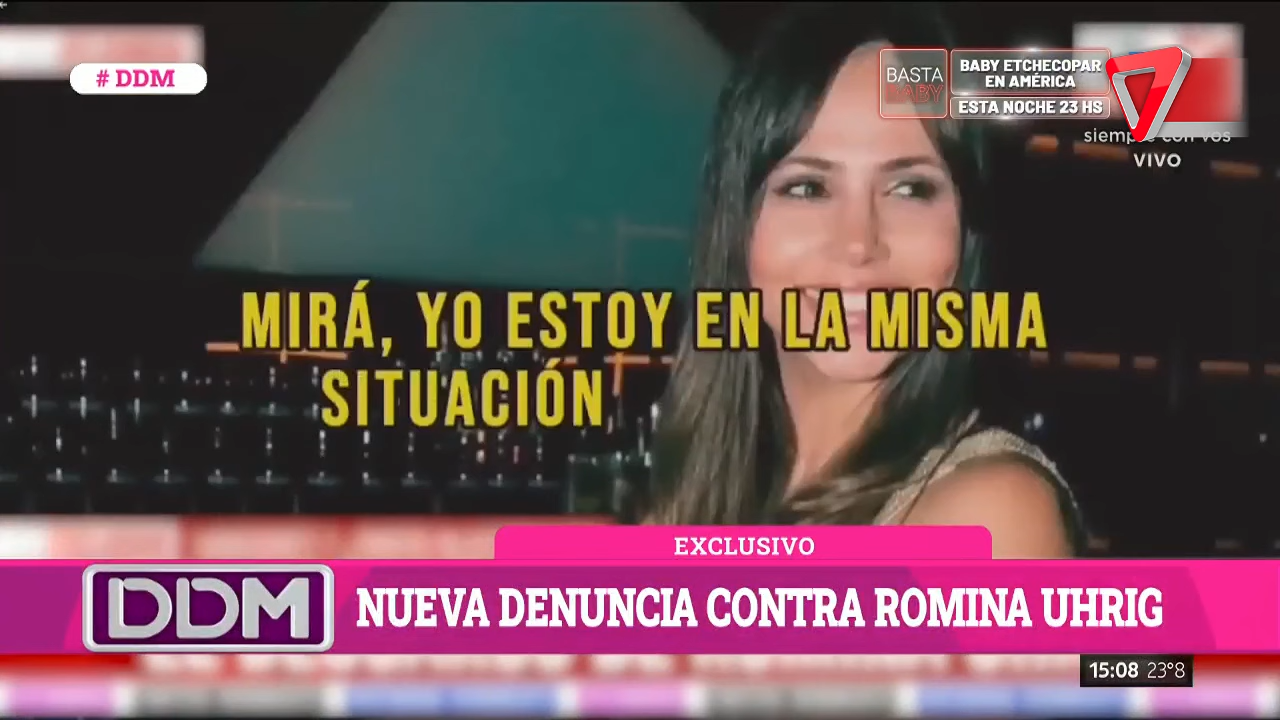 # DDM
BASTA
BABY
BABY ETCHECOPAR
EN AMÉRICA
ESTA NOCHE 23 HS
siempre con vos
VIVO
MIRÁ, YO ESTOY EN LA MISMA
SITUACIÓN
EXCLUSIVO
DDM
NUEVA DENUNCIA CONTRA ROMINA UHRIG
15:08 23°8